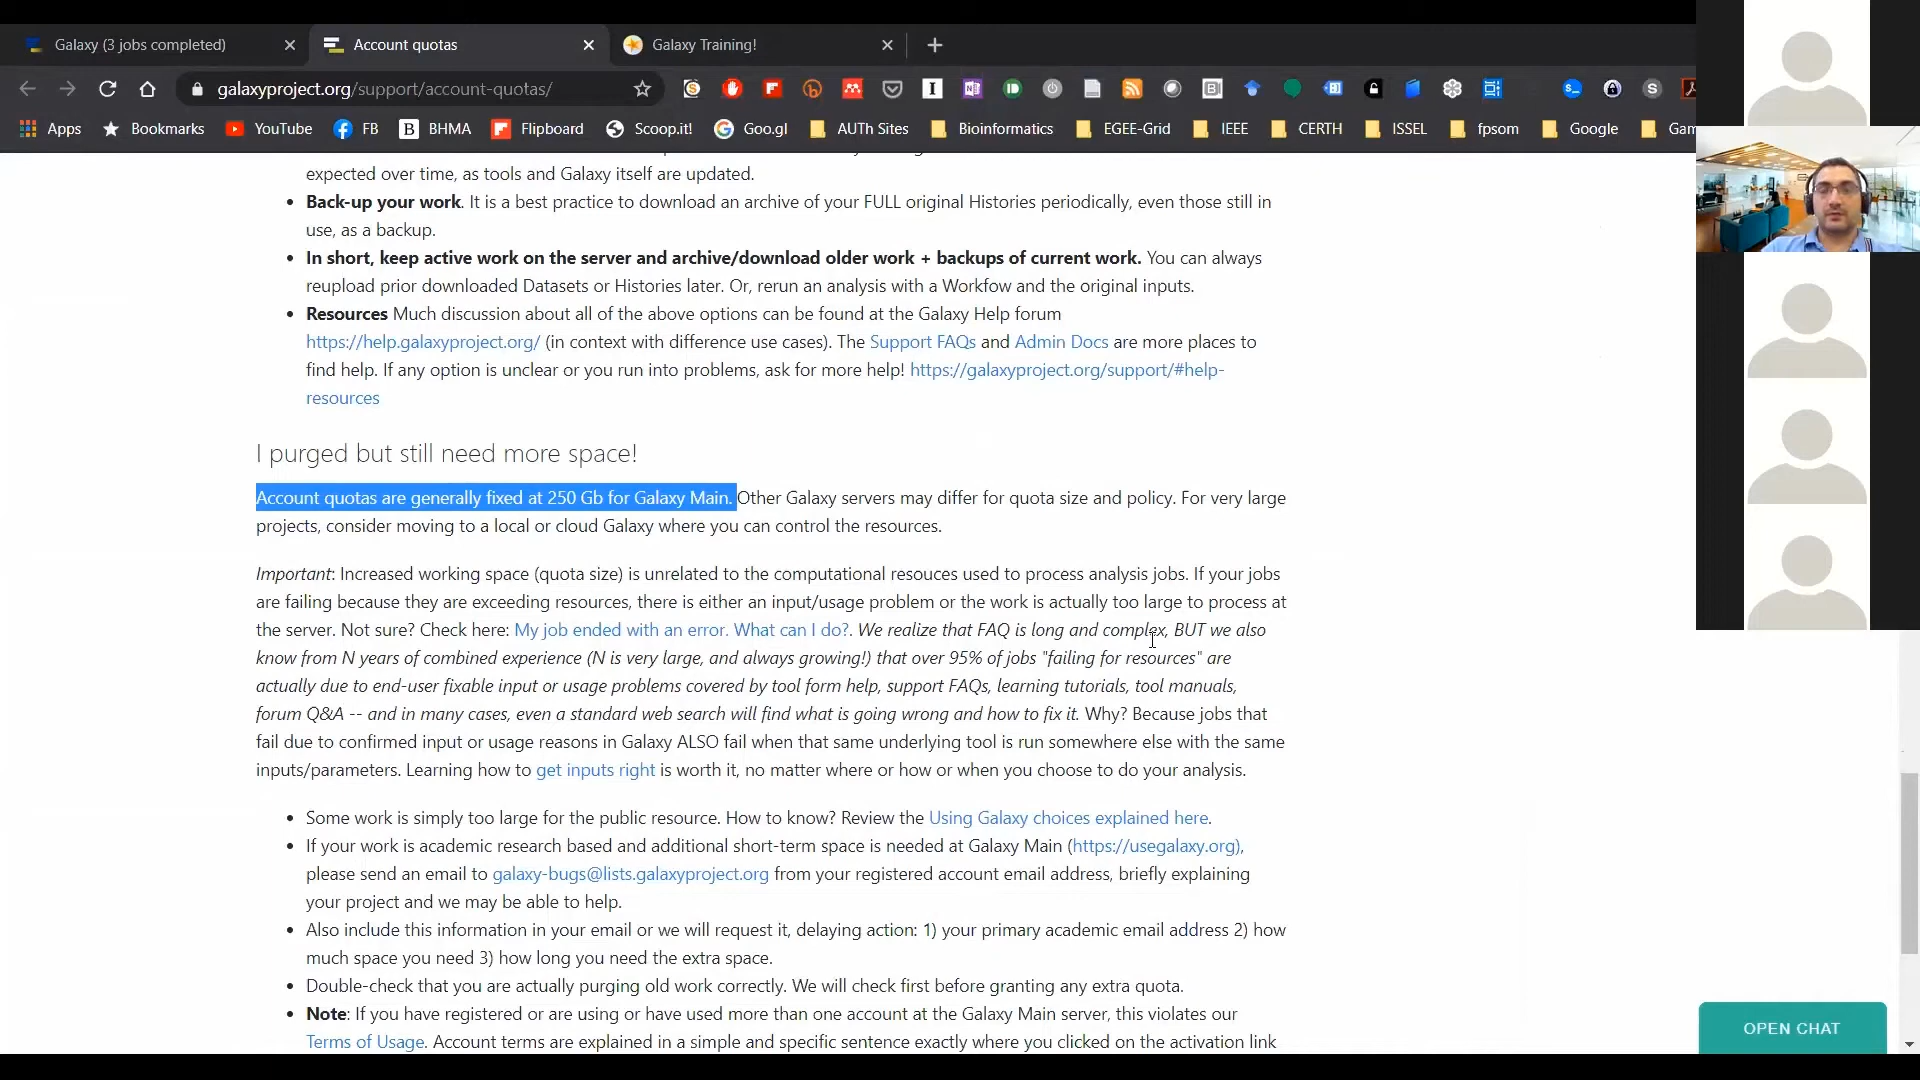 Galaxy (3 jobs completed)
Account quotas
Galaxy Training!
galaxyproject.org/support/account-quotas/
Apps
Bookmarks
YouTube
FB
BHMA
Flipboard
Scoop.it!
Goo.gl
AUTh Sites
Bioinformatics
EGEE-Grid
IEEE
CERTH
ISSEL
fpsom
Google
expected over time, as tools and Galaxy itself are updated.
Back-up your work. It is a best practice to download an archive of your FULL original Histories periodically, even those still in
use, as a backup.
In short, keep active work on the server and archive/download older work + backups of current work. You can always
reupload prior downloaded Datasets or Histories later. Or, rerun an analysis with a Workfow and the original inputs.
Resources Much discussion about all of the above options can be found at the Galaxy Help forum
https://help.galaxyproject.org/ (in context with difference use cases). The Support FAQs and Admin Docs are more places to
find help. If any option is unclear or you run into problems, ask for more help! https://galaxyproject.org/support/#help-
resources
I purged but still need more space!
Account quotas are generally fixed at 250 Gb for Galaxy Main. Other Galaxy servers may differ for quota size and policy. For very large
projects, consider moving to a local or cloud Galaxy where you can control the resources.
Important: Increased working space (quota size) is unrelated to the computational resouces used to process analysis jobs. If your jobs
are failing because they are exceeding resources, there is either an input/usage problem or the work is actually too large to process at
the server. Not sure? Check here: My job ended with an error. What can I do?. We realize that FAQ is long and complex, BUT we also
know from N years of combined experience (N is very large, and always growing!) that over 95% of jobs "failing for resources" are
actually due to end-user fixable input or usage problems covered by tool form help, support FAQs, learning tutorials, tool manuals,
forum Q&A -- and in many cases, even a standard web search will find what is going wrong and how to fix it. Why? Because jobs that
fail due to confirmed input or usage reasons in Galaxy ALSO fail when that same underlying tool is run somewhere else with the same
inputs/parameters. Learning how to get inputs right is worth it, no matter where or how or when you choose to do your analysis.
Some work is simply too large for the public resource. How to know? Review the Using Galaxy choices explained here.
If your work is academic research based and additional short-term space is needed at Galaxy Main (https://usegalaxy.org),
please send an email to galaxy-bugs@lists.galaxyproject.org from your registered account email address, briefly explaining
your project and we may be able to help.
Also include this information in your email or we will request it, delaying action: 1) your primary academic email address 2) how
much space you need 3) how long you need the extra space.
Double-check that you are actually purging old work correctly. We will check first before granting any extra quota.
Note: If you have registered or are using or have used more than one account at the Galaxy Main server, this violates our
Terms of Usage. Account terms are explained in a simple and specific sentence exactly where you clicked on the activation link
OPEN CHAT